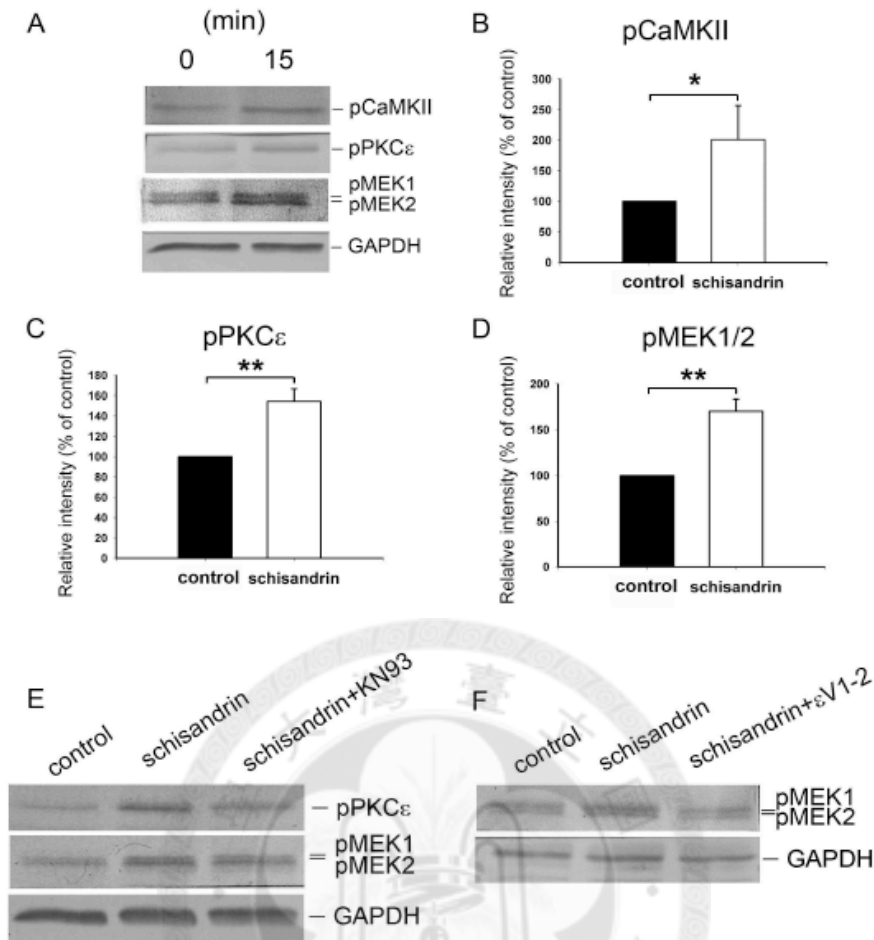 A
(min)
0 15
pCaMKII
pPKCε
pMEK1
pMEK2
GAPDH
B
pCaMKII
Relative intensity (% of control)
300
250
200
150
100
50
0
*
control schisandrin
C
pPKCε
Relative intensity (% of control)
180
160
140
120
100
80
60
40
20
0
**
control schisandrin
D
pMEK1/2
Relative intensity (% of control)
200
150
100
50
0
**
control schisandrin
E
control schisandrin schisandrin+KN93
pPKCε
pMEK1
pMEK2
GAPDH
F
control schisandrin schisandrin+εV1-2
pMEK1
pMEK2
GAPDH
灣 臺 大